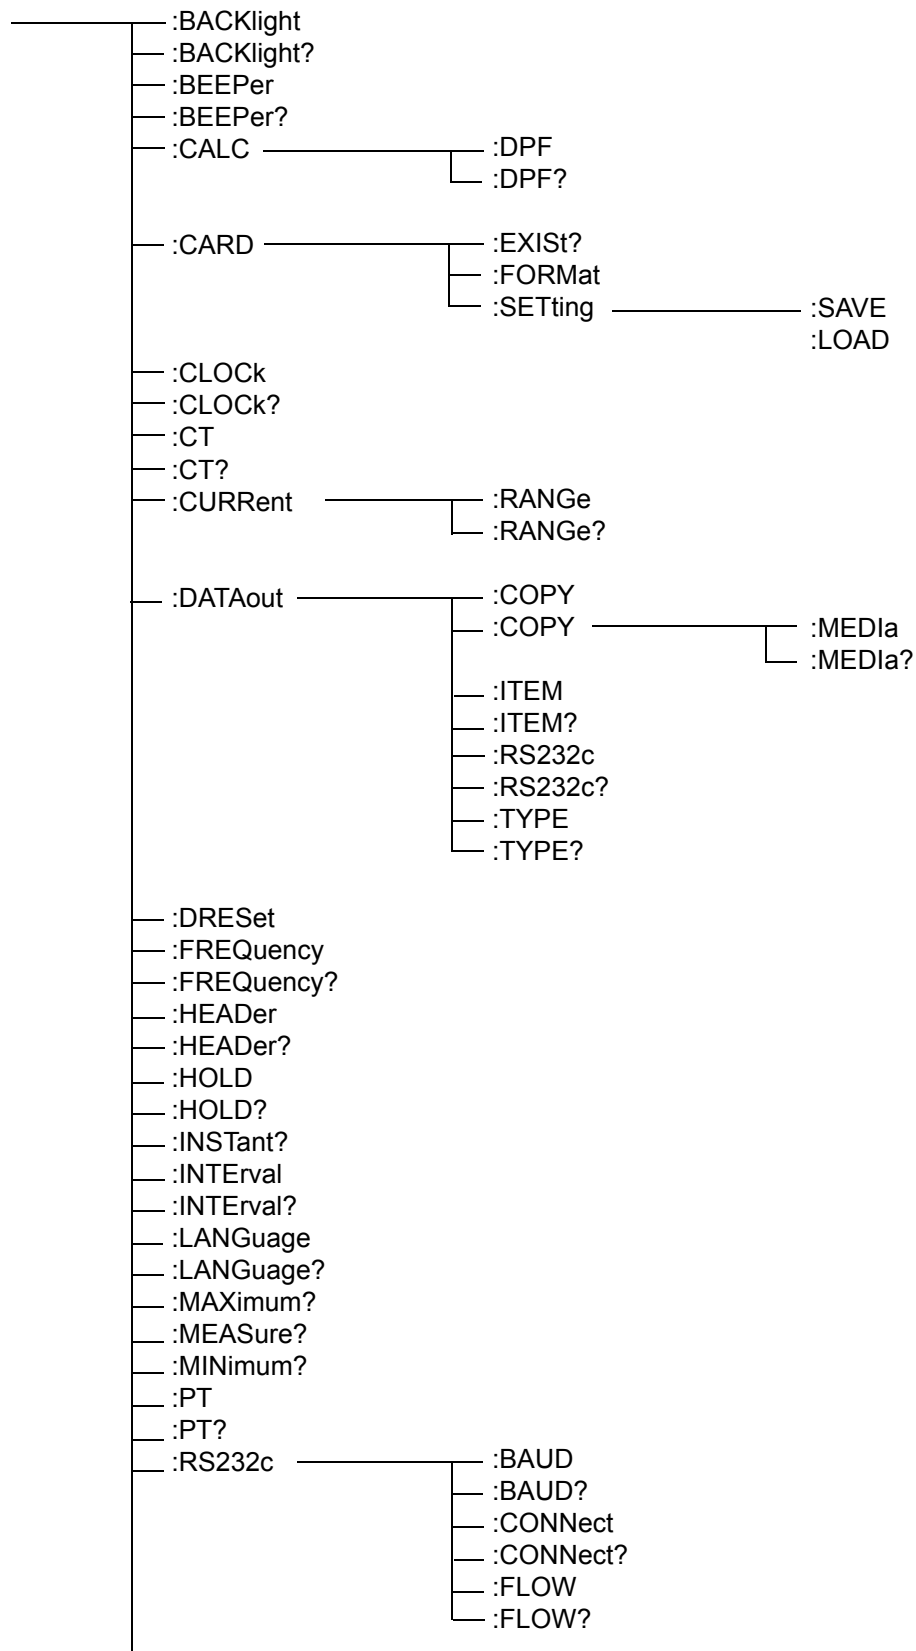 :BACKlight
:BACKlight?
:BEEPer
:BEEPer?
:CALC :DPF
:DPF?
:CARD :EXISt?
:FORMat
:SETting :SAVE
:LOAD
:CLOCk
:CLOCk?
:CT
:CT?
:CURRent :RANGe
:RANGe?
:DATAout :COPY
:COPY :MEDIa
:MEDIa?
:ITEM
:ITEM?
:RS232c
:RS232c?
:TYPE
:TYPE?
:DRESet
:FREQuency
:FREQuency?
:HEADer
:HEADer?
:HOLD
:HOLD?
:INSTant?
:INTErval
:INTErval?
:LANGuage
:LANGuage?
:MAXimum?
:MEASure?
:MINimum?
:PT
:PT?
:RS232c :BAUD
:BAUD?
:CONNect
:CONNect?
:FLOW
:FLOW?